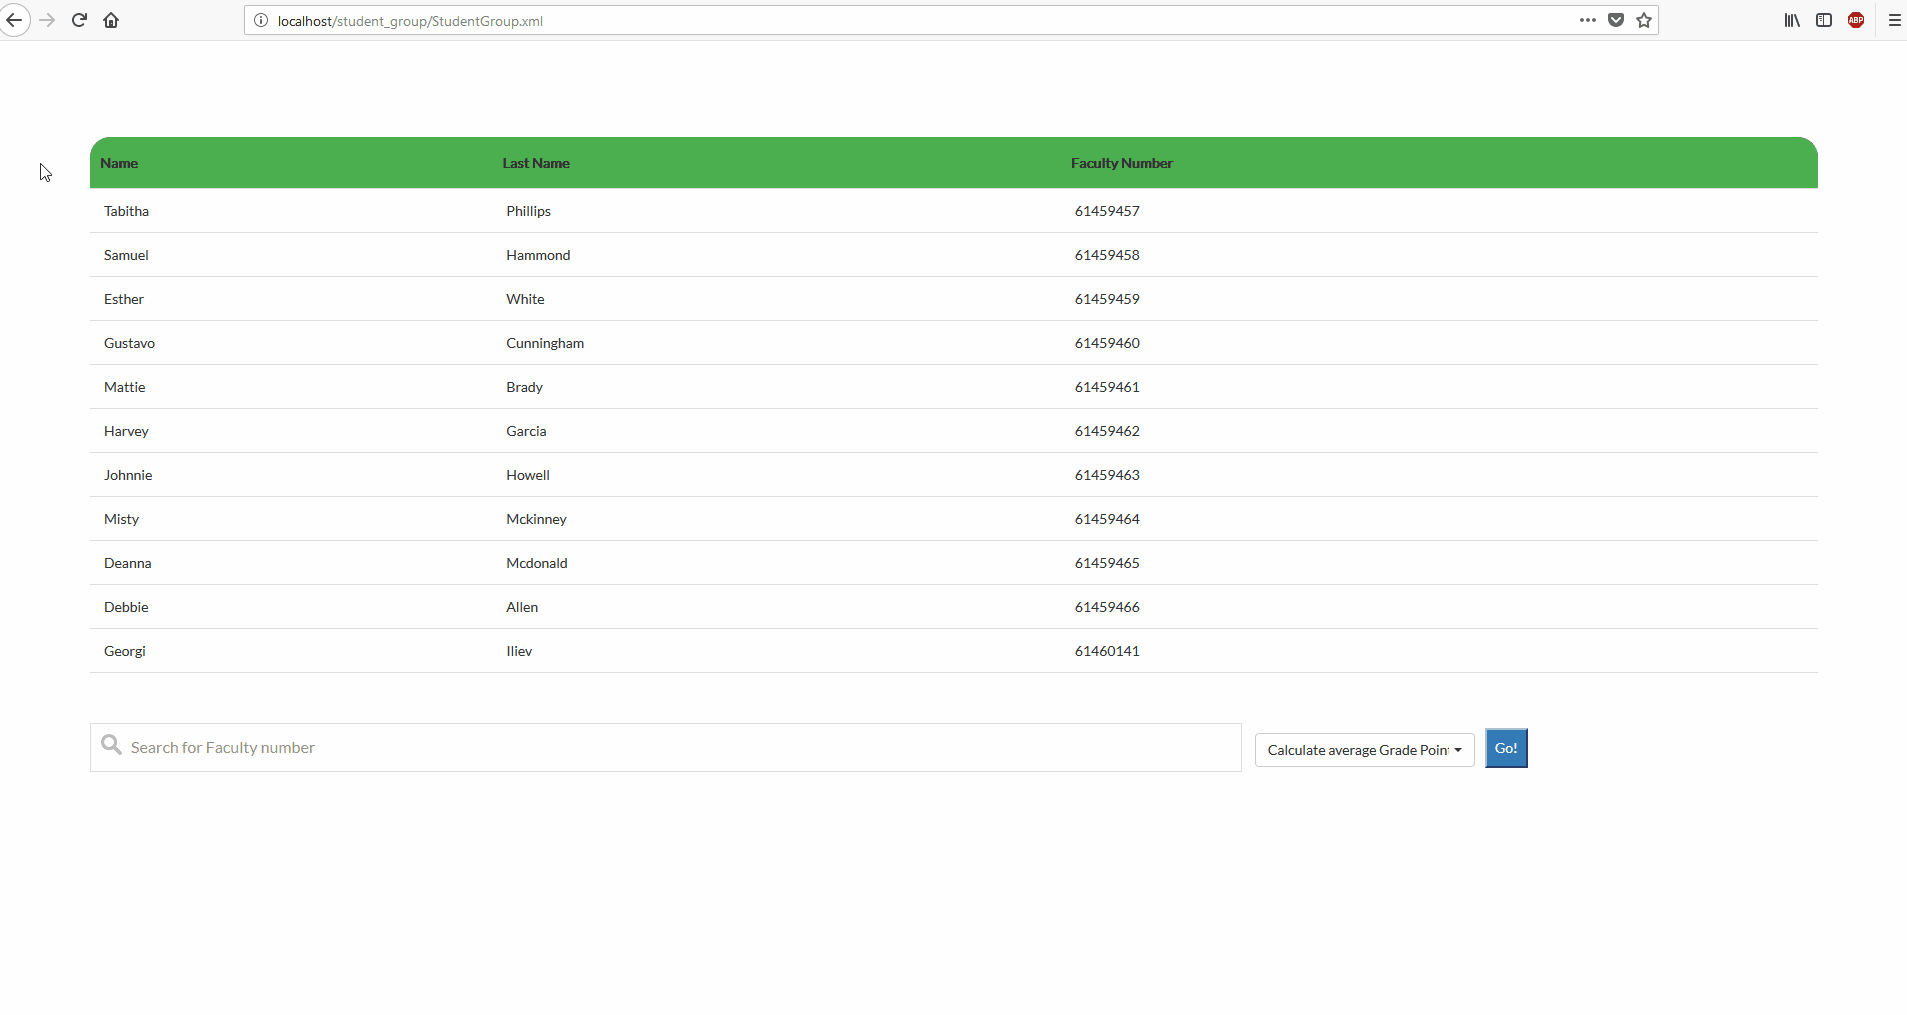 localhost/student_group/StudentGroup.xml
ABP
Name Last Name Faculty Number
Tabitha Phillips 61459457
Samuel Hammond 61459458
Esther White 61459459
Gustavo Cunningham 61459460
Mattie Brady 61459461
Harvey Garcia 61459462
Johnnie Howell 61459463
Misty Mckinney 61459464
Deanna Mcdonald 61459465
Debbie Allen 61459466
Georgi Iliev 61460141
Search for Faculty number Calculate average Grade Poin Go!